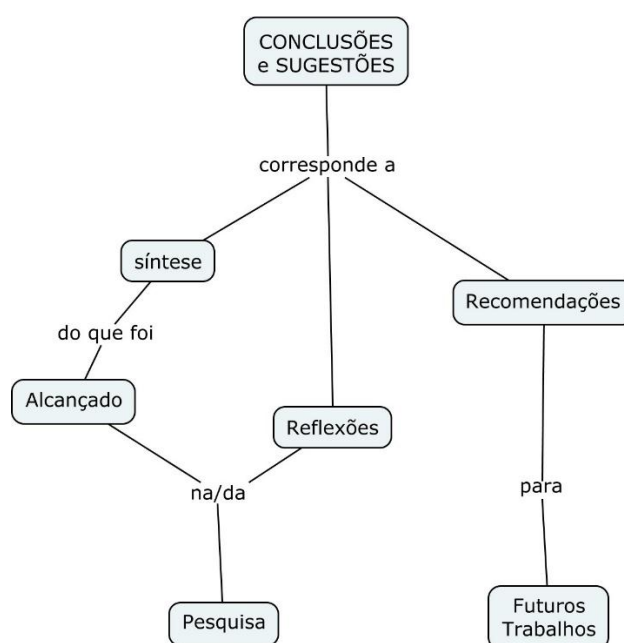 CONCLUSÕES
e SUGESTÕES
corresponde a
síntese
Recomendações
do que foi
Alcançado
Reflexões
na/da
para
Pesquisa
Futuros
Trabalhos